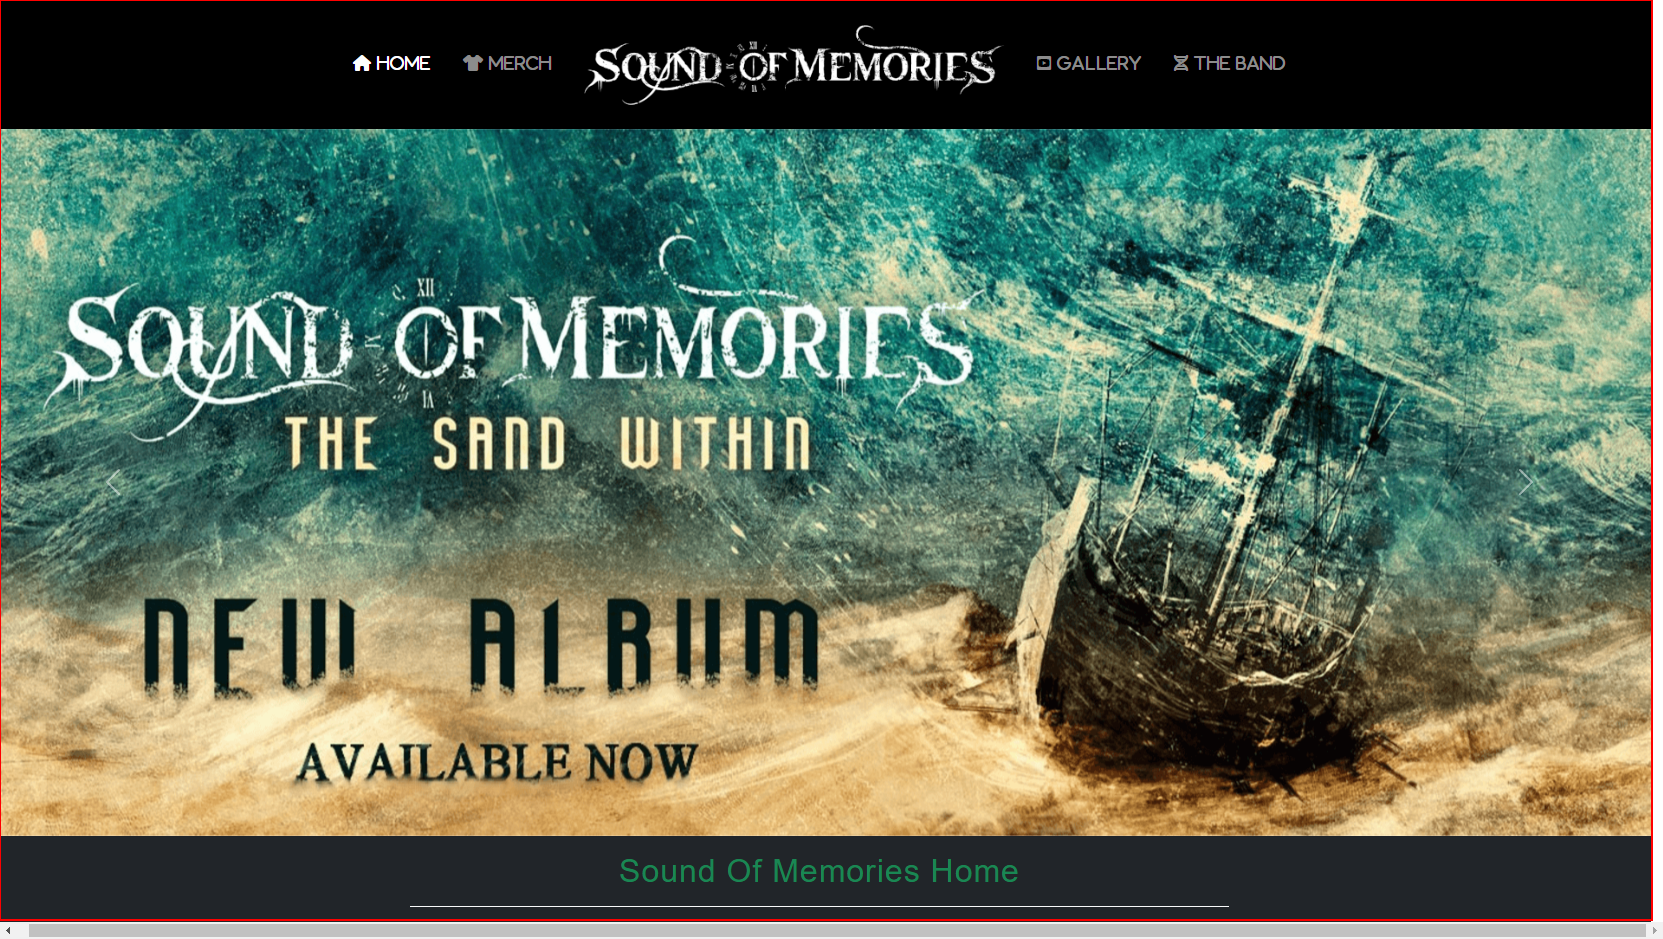 HOME MERCH SOUND OF MEMORIES GALLERY THE BAND
XII
SOUND OF MEMORIES
VI
THE SAND WITHIN
NEW ALBUM
AVAILABLE NOW
Sound Of Memories Home